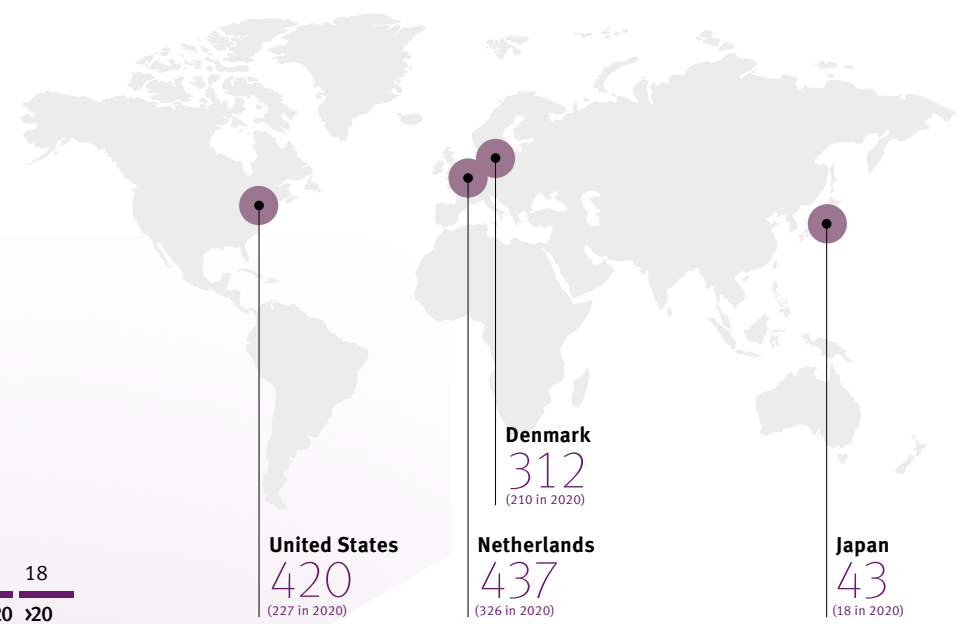 Denmark
312
(210 in 2020)
United States
420
(227 in 2020)
Netherlands
437
(326 in 2020)
Japan
43
(18 in 2020)
18
>20